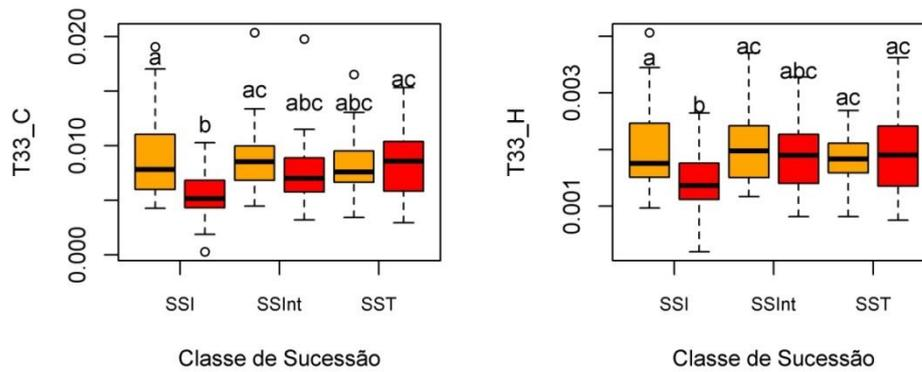 T33_C
0.020
0.010
0.000
a
b
ac
abc
abc
ac
SSI
SSInt
SST
Classe de Sucessão
T33_H
0.003
0.001
a
b
ac
abc
ac
ac
SSI
SSInt
SST
Classe de Sucessão